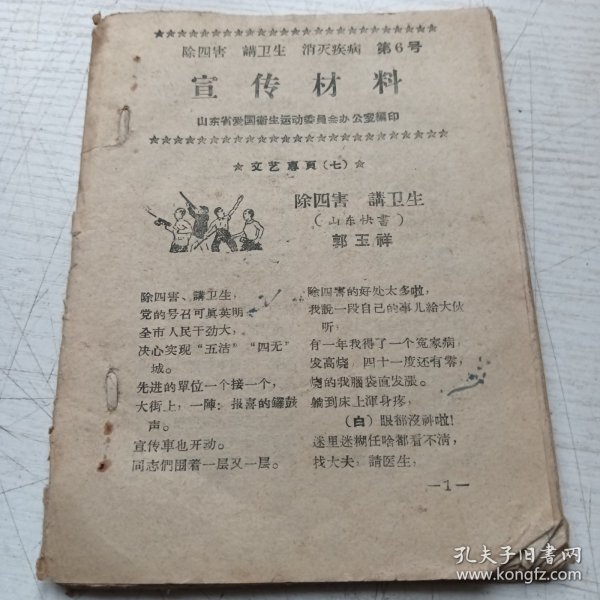 除四害 講卫生 消灭疾病 第6号
宣传材料
山东省爱国衛生运动委員会办公室編印
文艺專頁(七)
除四害 講卫生
(山东快書)
郭玉祥
除四害、講卫生,
党的号召可真英明
全市人民干劲大,
决心实现“五洁”“四无”
城。
先进的單位一个接一个,
大街上,一陣:报喜的鑼鼓
声。
宣传車也开动。
同志們围着一层又一层。
除四害的好处太多啦,
我說一段自己的事儿給大伙
听,
有一年我得了一个冤家病,
发高燒,四十一度还有零,
燒的我腦袋直发漲。
躺到床上渾身疼,
(白)眼都沒神啦!
迷里迷糊任啥都看不清,
找大夫,請医生,
—1—
孔夫子旧书网
www.kongfz.com